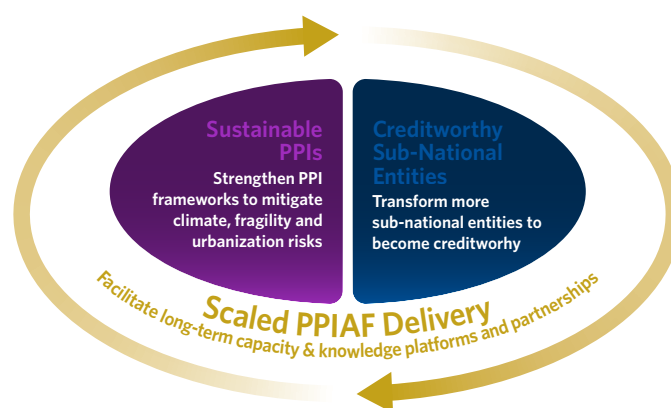 Sustainable
PPIs
Strengthen PPI
frameworks to mitigate
climate, fragility and
urbanization risks
Creditworthy
Sub-National
Entities
Transform more
sub-national entities to
become creditworhy
Scaled PPIAF Delivery
Facilitate long-term capacity & knowledge platforms and partnerships